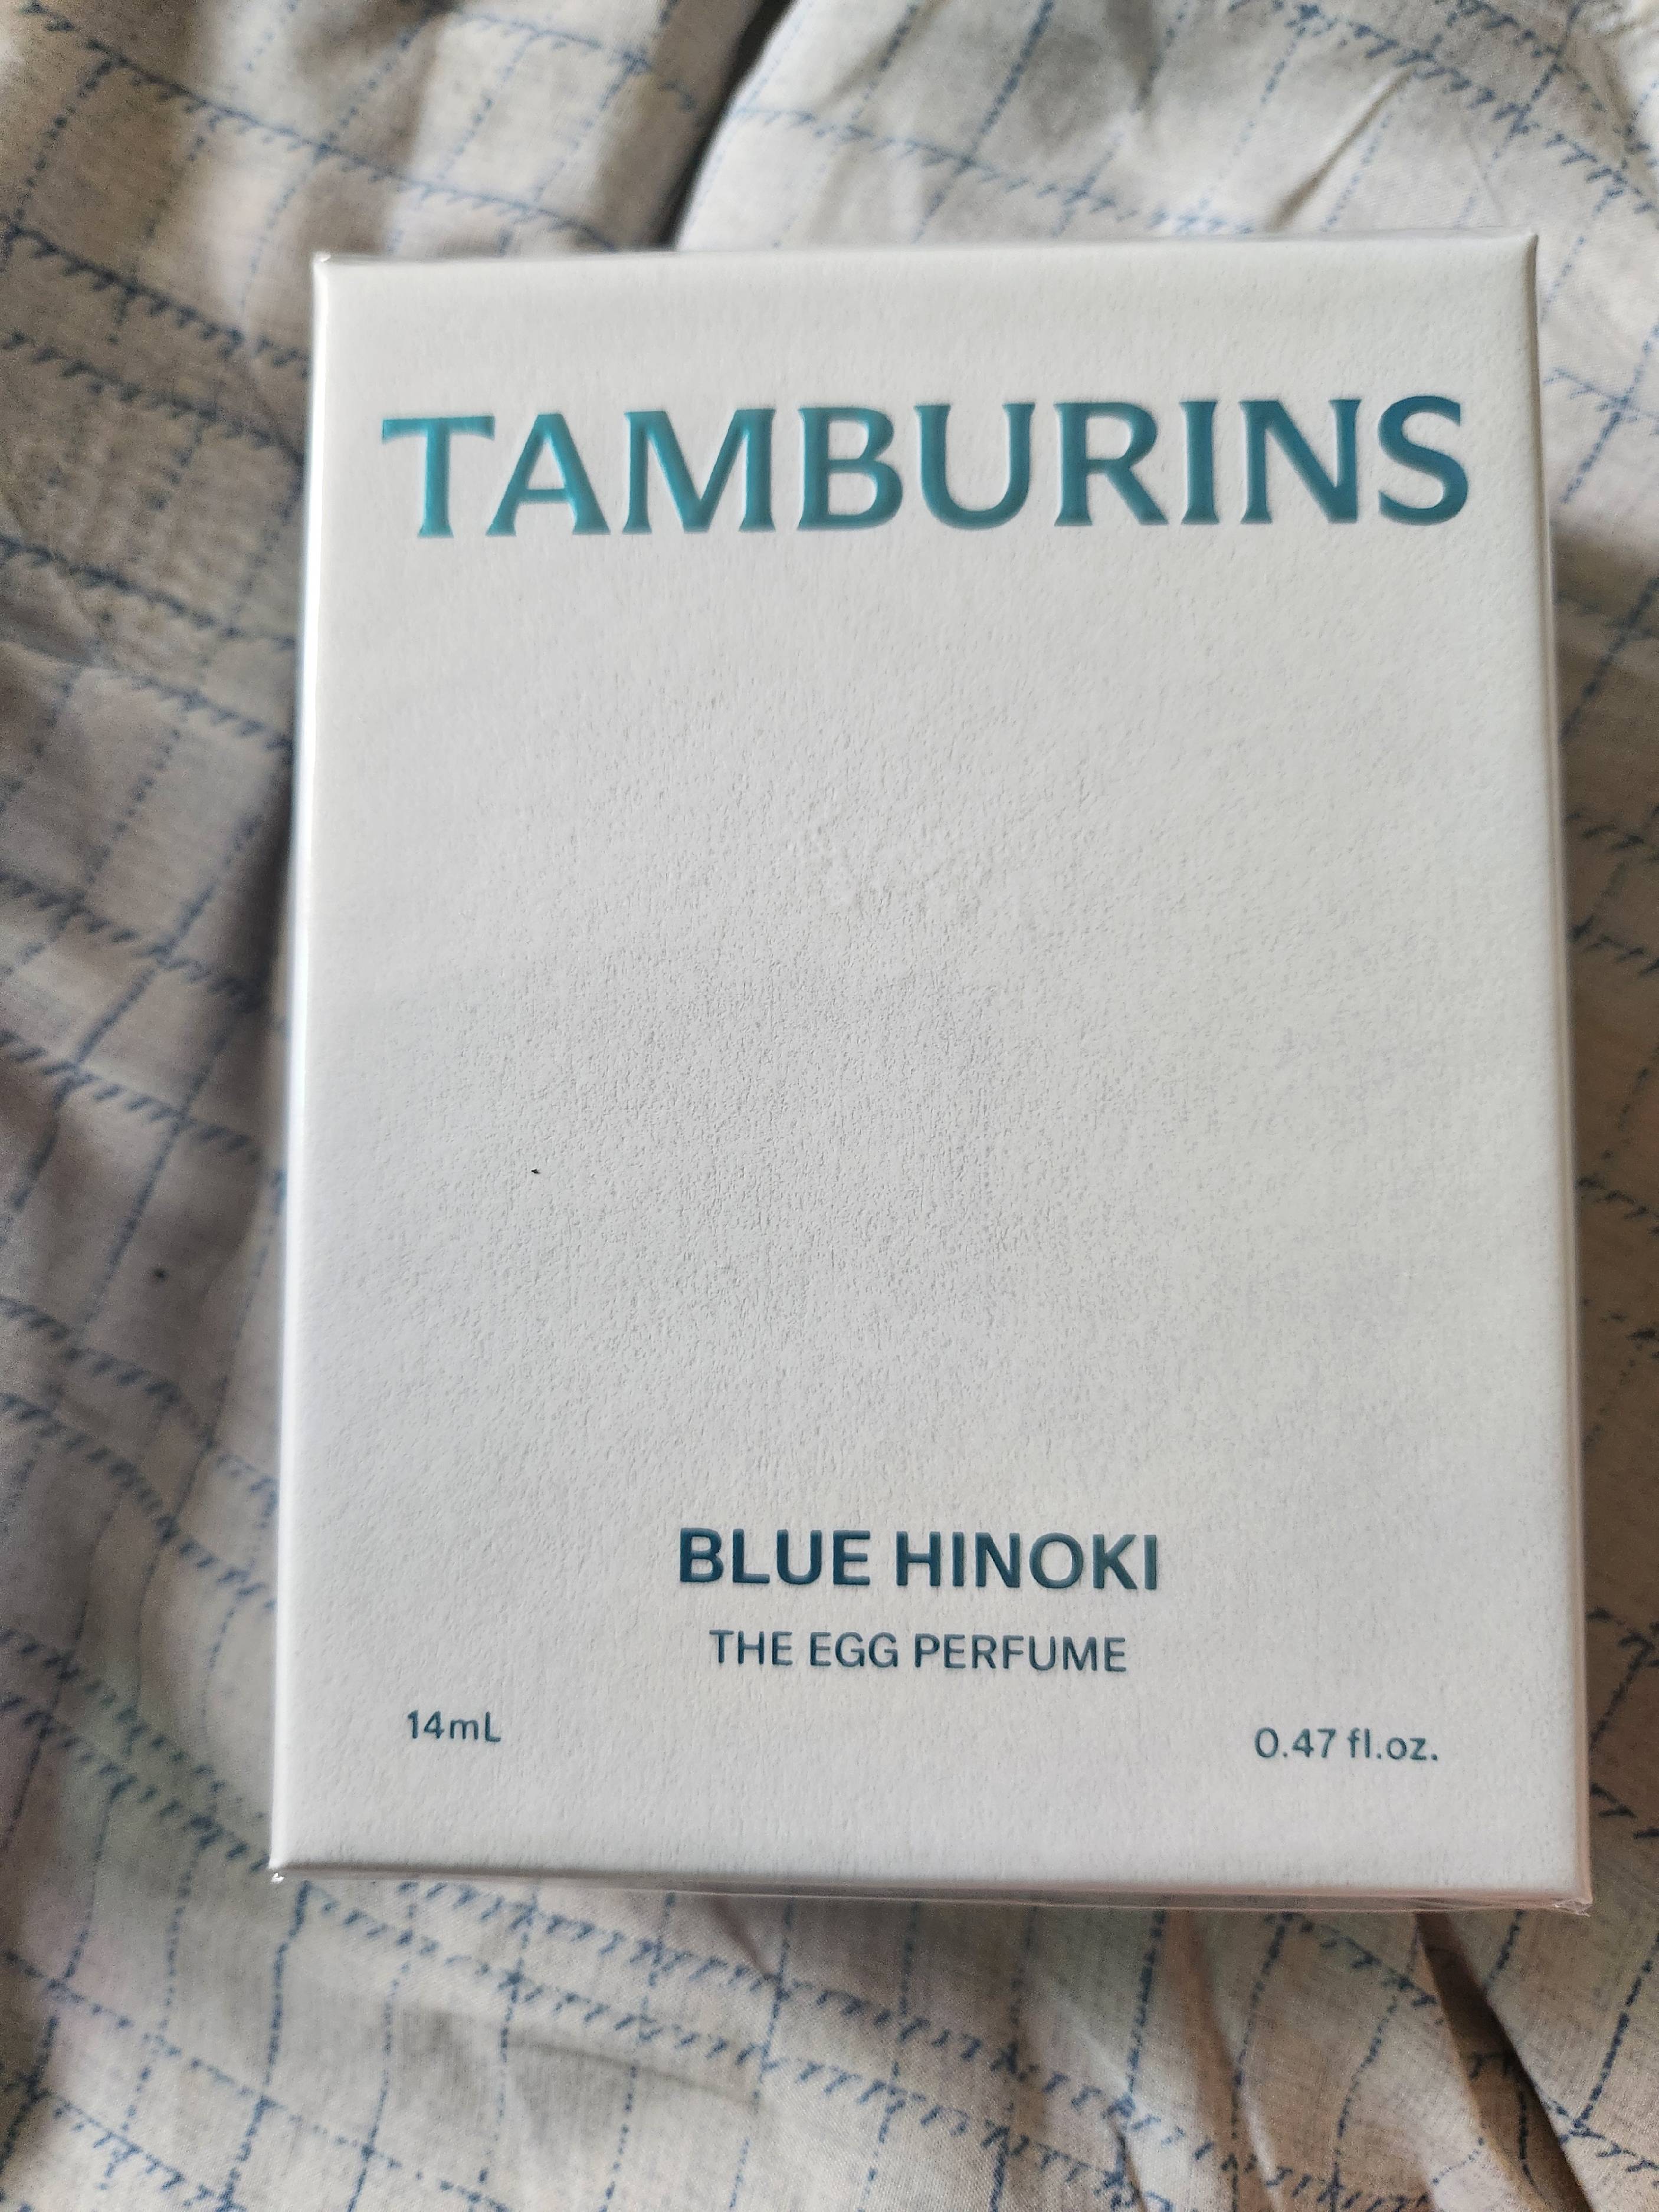 TAMBURINS
BLUE HINOKI
THE EGG PERFUME
14mL 0.47 fl.oz.